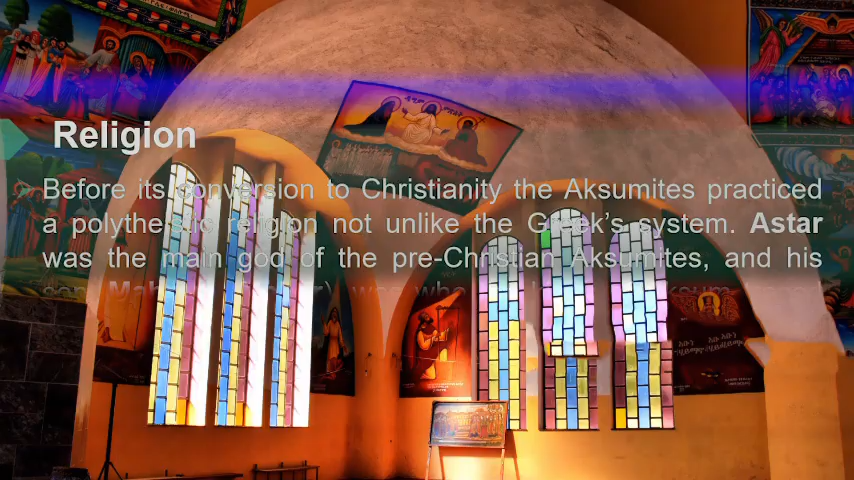 Religion
Before its conversion to Christianity the Aksumites practiced
a polytheistic religion not unlike the Greek's system. Astar
was the main god of the pre-Christian Aksumites, and his